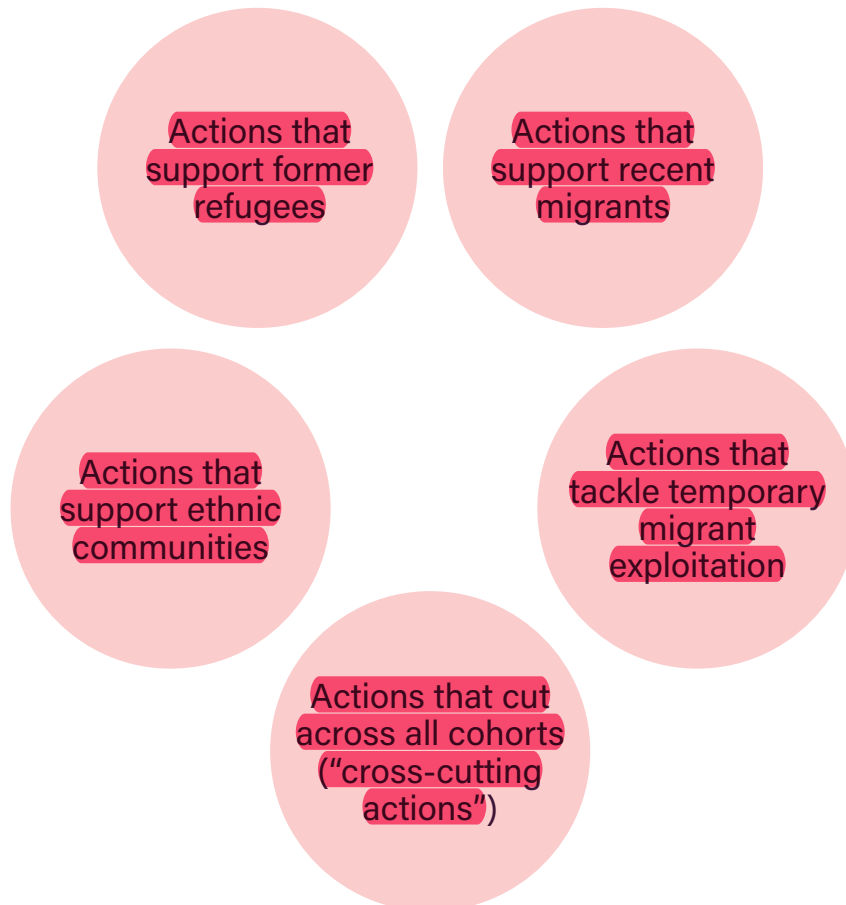 Actions that
support former
refugees
Actions that
support recent
migrants
Actions that
support ethnic
communities
Actions that
tackle temporary
migrant
exploitation
Actions that cut
across all cohorts
(“cross-cutting
actions”)